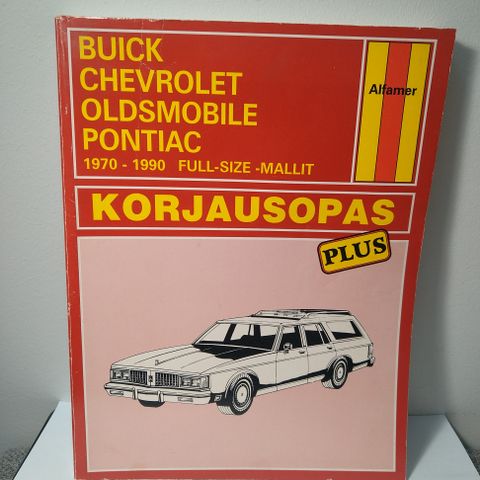 BUICK
CHEVROLET
OLDSMOBILE
PONTIAC
1970 - 1990 FULL-SIZE -MALLIT
Alfamer
KORJAUSOPAS
PLUS